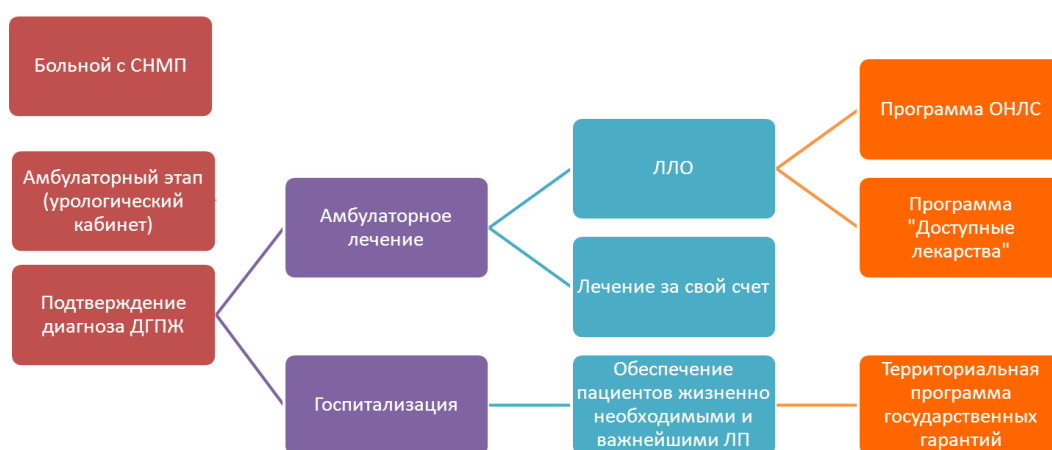 Больной с СНМП
Амбулаторный этап
(урологический
кабинет)
Подтверждение
диагноза ДГПЖ
Амбулаторное
лечение
Госпитализация
ЛЛО
Лечение за свой счет
Обеспечение
пациентов жизненно
необходимыми и
важнейшими ЛП
Программа ОНЛС
Программа
"Доступные
лекарства"
Территориальная
программа
государственных
гарантий